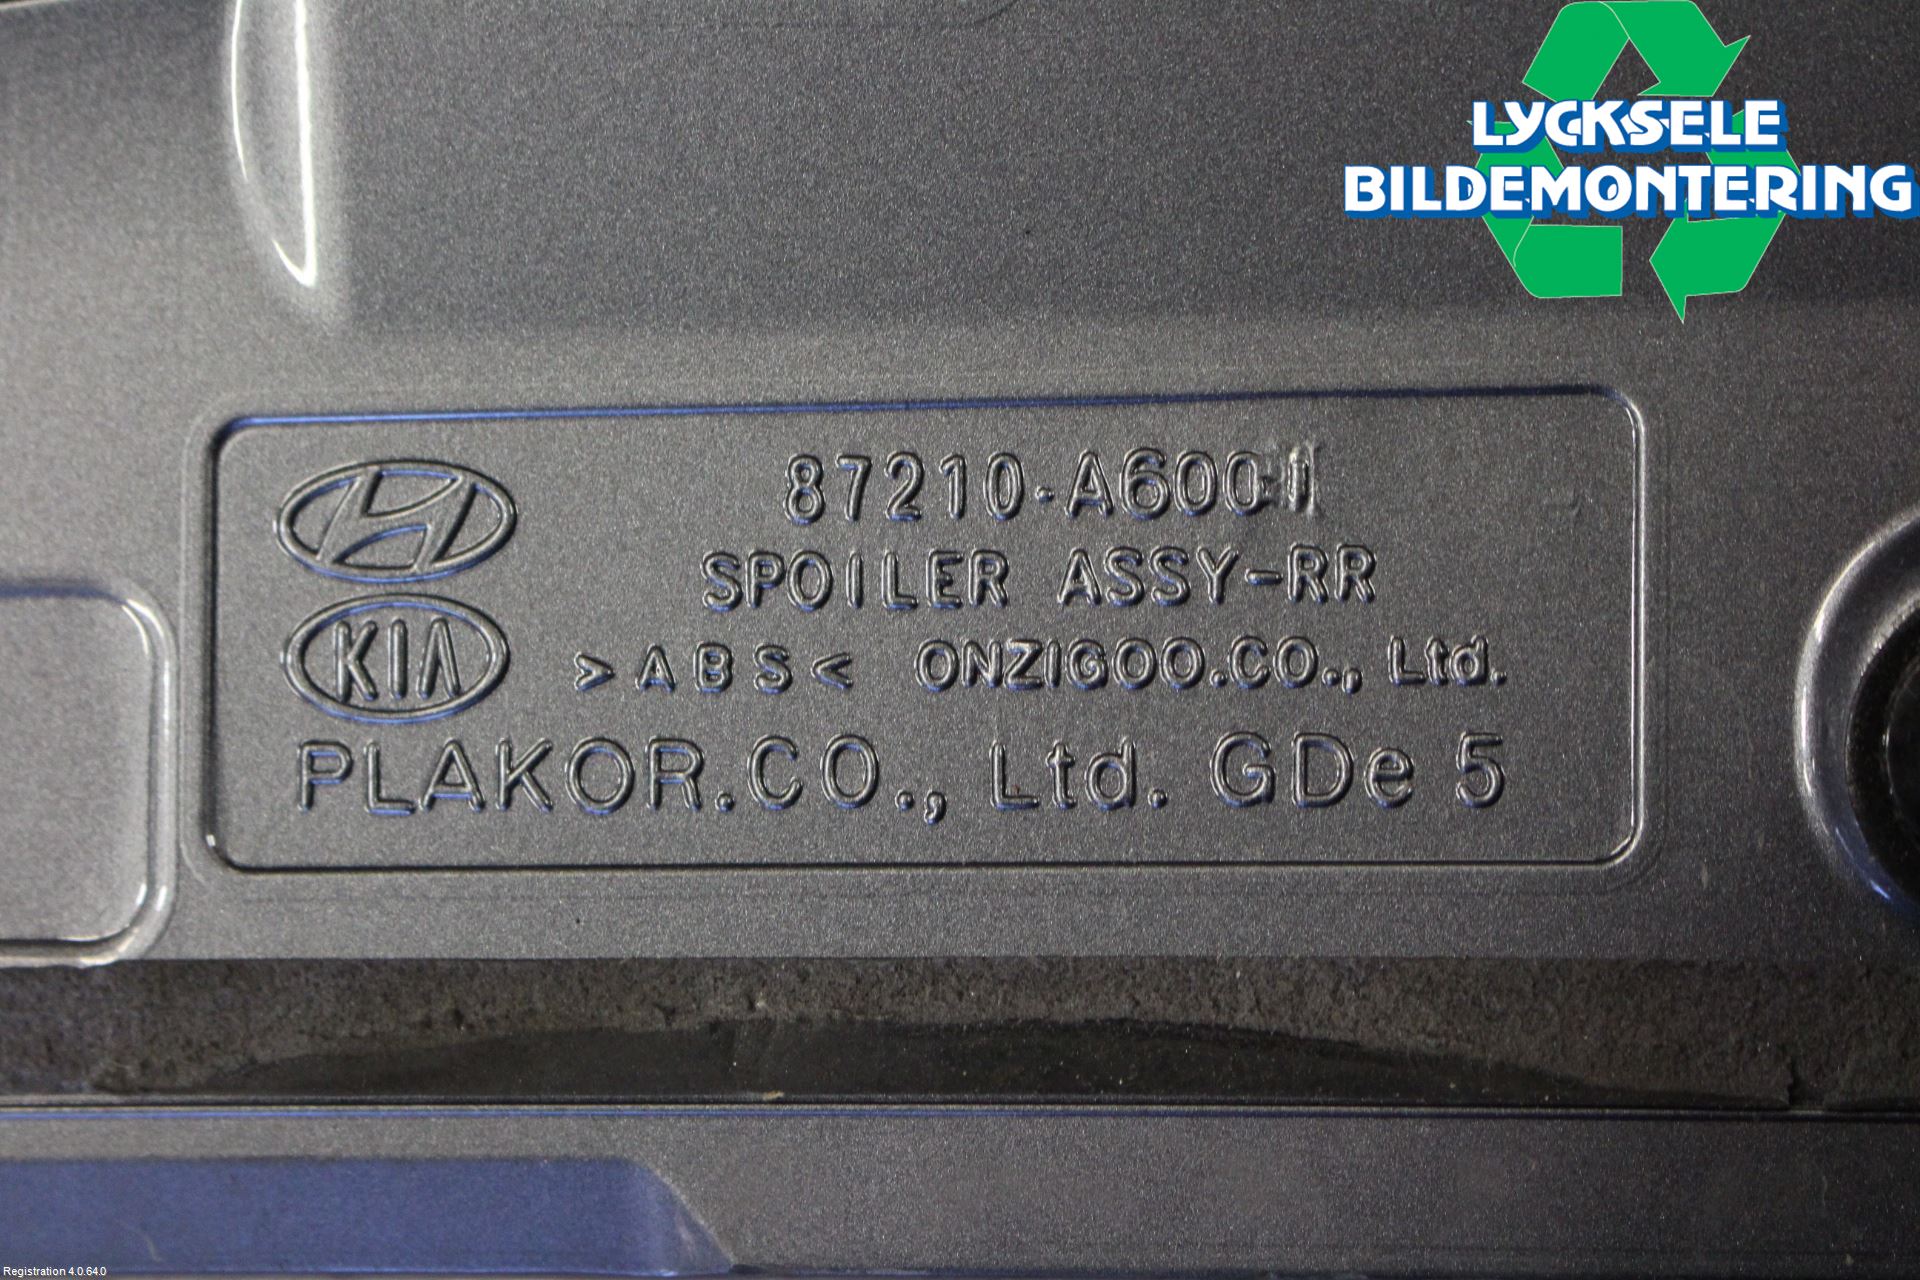 LYCKSELE
BILDEMONTERING
87210-A6001
SPOILER ASSY-RR
KIA
>ABS< ONZIGOO.CO., Ltd.
PLAKOR.CO., Ltd. GDe 5
Registration 4.0.64.0